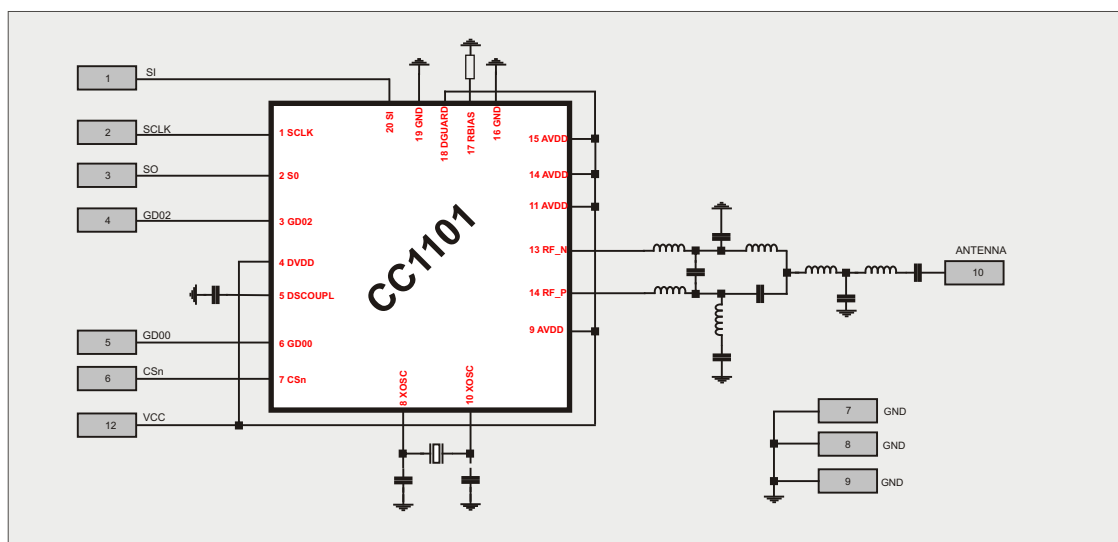 1 SI
2 SCLK
3 SO
4 GD02
5 GD00
6 CSn
12 VCC
20 SI
19 GND
18 DGUARD
17 RBIAS
16 GND
1 SCLK
2 S0
3 GD02
4 DVDD
5 DSCOUPL
6 GD00
7 CSn
CC1101
15 AVDD
14 AVDD
11 AVDD
13 RF_N
14 RF_P
9 AVDD
8 XOSC
10 XOSC
ANTENNA
10
7 GND
8 GND
9 GND